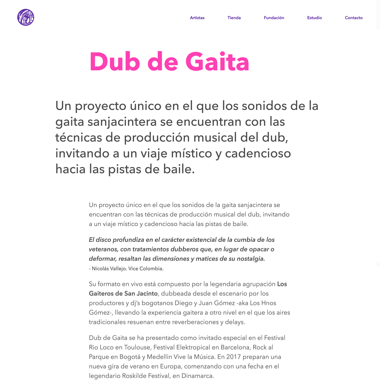 Artistas Tienda Fundación Estudio Contacto
Dub de Gaita
Un proyecto único en el que los sonidos de la
gaita sanjacintera se encuentran con las
técnicas de producción musical del dub,
invitando a un viaje místico y cadencioso
hacia las pistas de baile.
Un proyecto único en el que los sonidos de la gaita sanjacintera se
encuentran con las técnicas de producción musical del dub, invitando
a un viaje místico y cadencioso hacia las pistas de baile.
El disco profundiza en el carácter existencial de la cumbia de los
veteranos, con tratamientos dubberos que, en lugar de opacar o
deformar, resaltan las dimensiones y matices de su nostalgia.
- Nicolás Vallejo. Vice Colombia.
Su formato en vivo está compuesto por la legendaria agrupación Los
Gaiteros de San Jacinto, dubbeada desde el escenario por los
productores y dj's bogotanos Diego y Juan Gómez -aka Los Hnos
Gómez-, llevando la experiencia gaitera a otro nivel en el que los aires
tradicionales resuenan entre reverberaciones y delays.
Dub de Gaita se ha presentado como invitado especial en el Festival
Rio Loco en Toulouse, Festival Elektropical en Barcelona, Rock al
Parque en Bogotá y Medellín Vive la Música. En 2017 preparan una
nueva gira de verano en Europa, comenzando con una fecha en el
legendario Roskilde Festival, en Dinamarca.